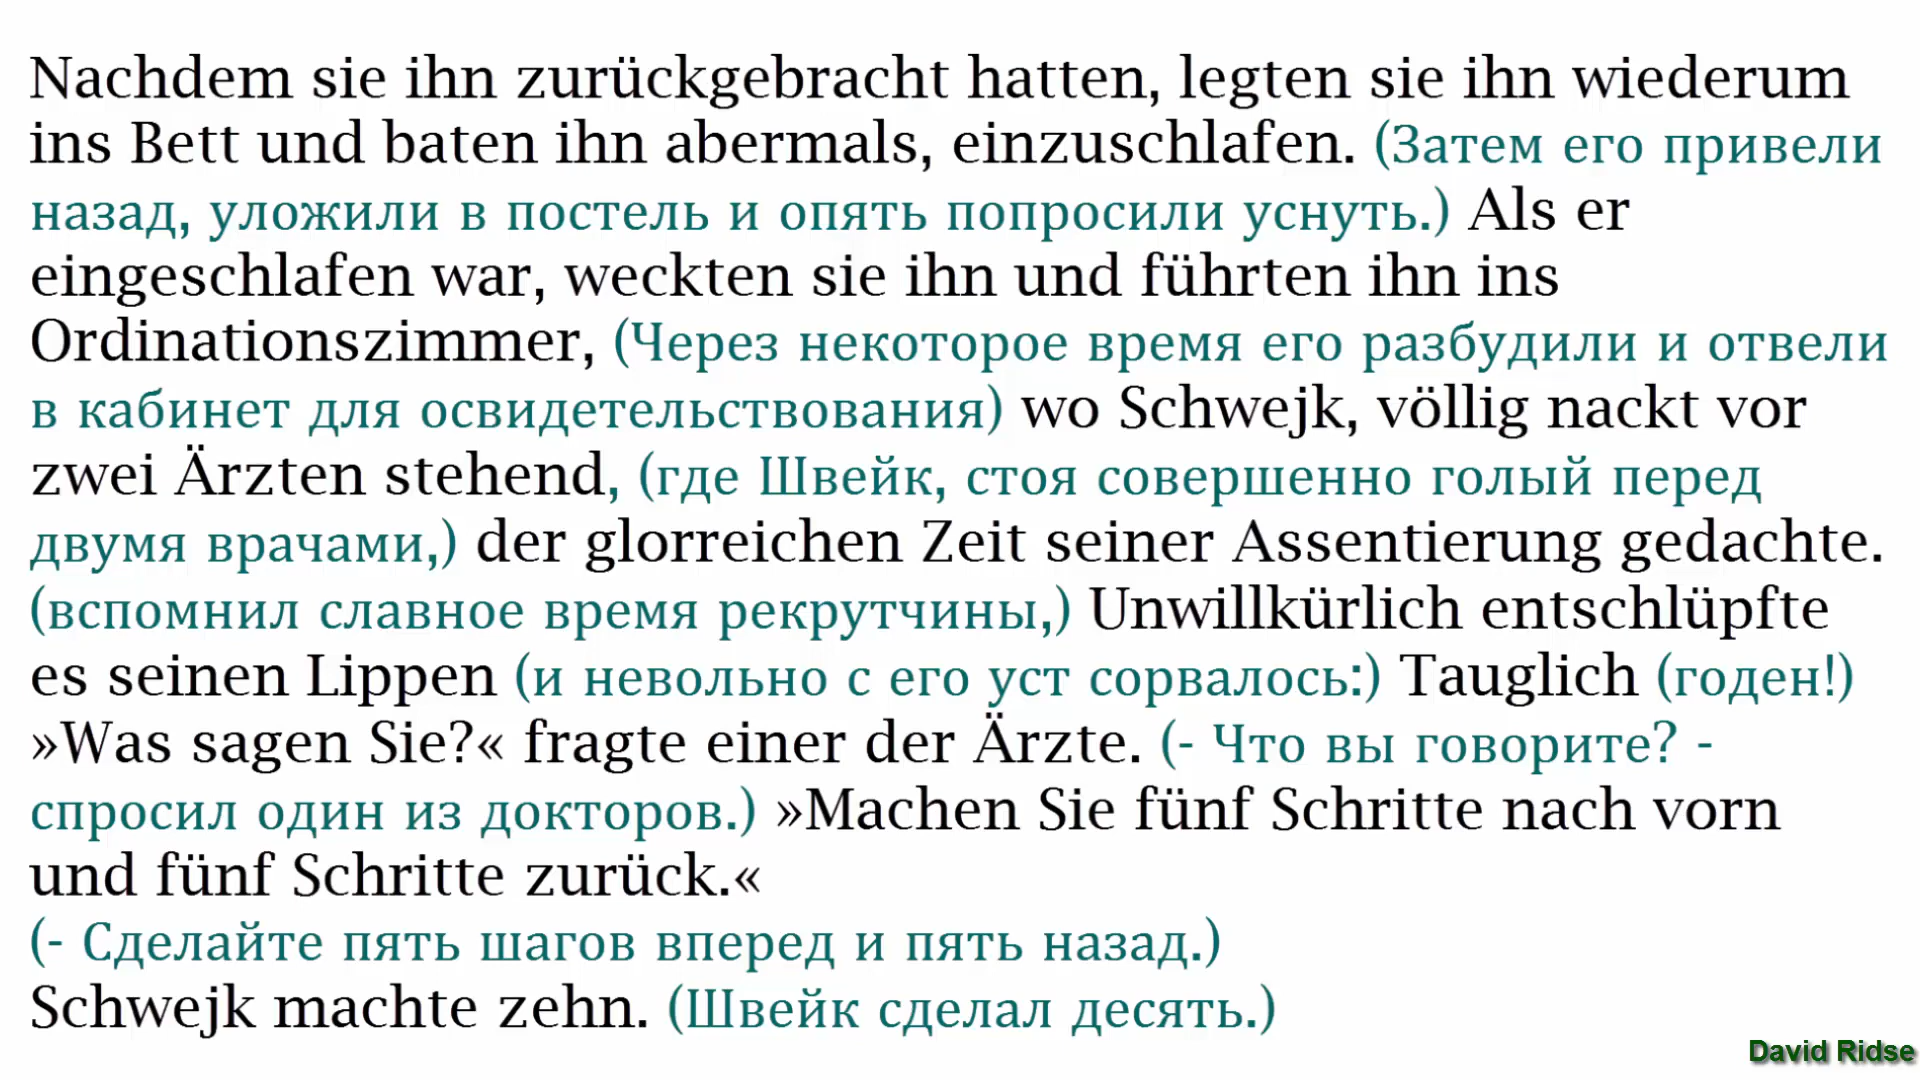 Nachdem sie ihn zurückgebracht hatten, legten sie ihn wiederum
ins Bett und baten ihn abermals, einzuschlafen. (Затем его привели
назад, уложили в постель и опять попросили уснуть.) Als er
eingeschlafen war, weckten sie ihn und führten ihn ins
Ordinationszimmer, (Через некоторое время его разбудили и отвели
в кабинет для освидетельствования) wo Schwejk, völlig nackt vor
zwei Ärzten stehend, (где Швейк, стоя совершенно голый перед
двумя врачами,) der glorreichen Zeit seiner Assentierung gedachte.
(вспомнил славное время рекрутчины,) Unwillkürlich entschlüpfte
es seinen Lippen (и невольно с его уст сорвалось:) Tauglich (годен!)
»Was sagen Sie?« fragte einer der Ärzte. (- Что вы говорите? -
спросил один из докторов.) »Machen Sie fünf Schritte nach vorn
und fünf Schritte zurück.«
(- Сделайте пять шагов вперед и пять назад.)
Schwejk machte zehn. (Швейк сделал десять.)
David Ridse